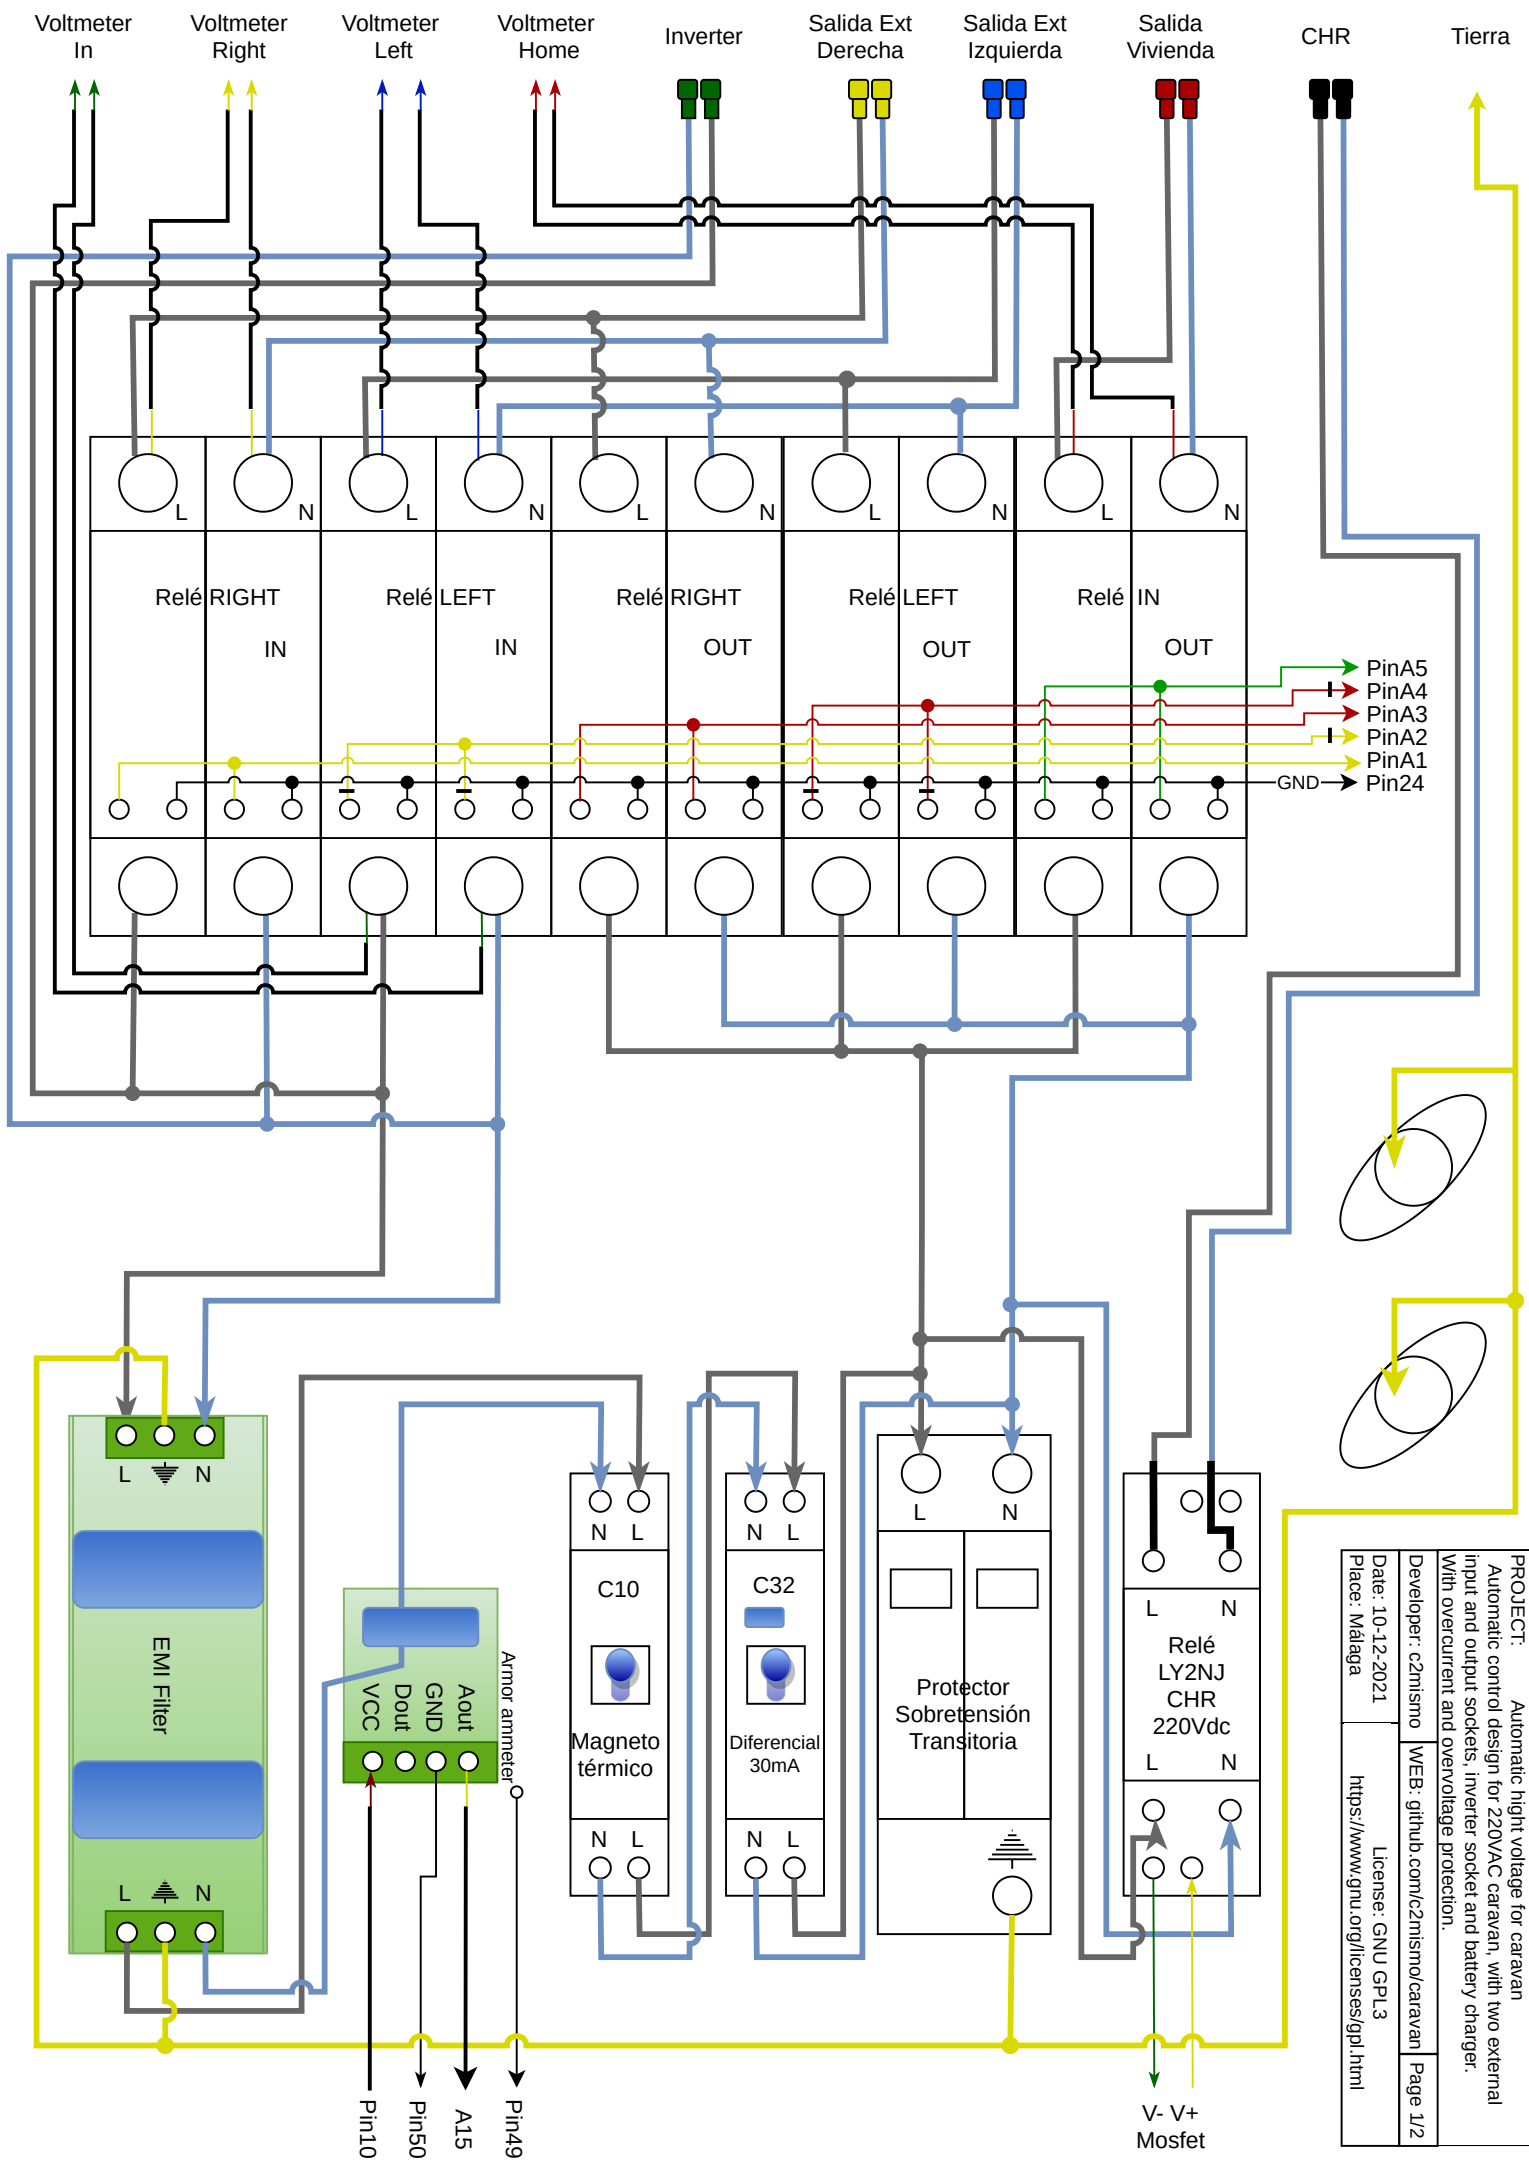 Voltmeter
In
Voltmeter
Right
Voltmeter
Left
Voltmeter
Home
Inverter
Salida Ext
Derecha
Salida Ext
Izquierda
Salida
Vivienda
CHR
Tierra
L
N
L
N
L
N
L
N
L
N
Relé RIGHT
IN
Relé LEFT
IN
Relé RIGHT
OUT
Relé LEFT
OUT
Relé IN
OUT
PinA5
PinA4
PinA3
PinA2
PinA1
GND
Pin24
L
N
EMI Filter
L
N
VCC
Dout
GND
Aout
Armor ammeter
N L
C10
Magneto
térmico
N L
N L
C32
Diferencial
30mA
N L
L
N
Protector
Sobretensión
Transitoria
L
N
Relé
LY2NJ
CHR
220Vdc
L
N
Pin10
Pin50
A15
Pin49
V- V+
Mosfet
PROJECT: Automatic hight voltage for caravan
Automatic control design for 220VAC caravan, with two external
input and output sockets, inverter socket and battery charger.
With overcurrent and overvoltage protection.
Developer: c2mismo
WEB: github.com/c2mismo/caravan
Page 1/2
Date: 10-12-2021
Place: Málaga
License: GNU GPL3
https://www.gnu.org/licenses/gpl.html